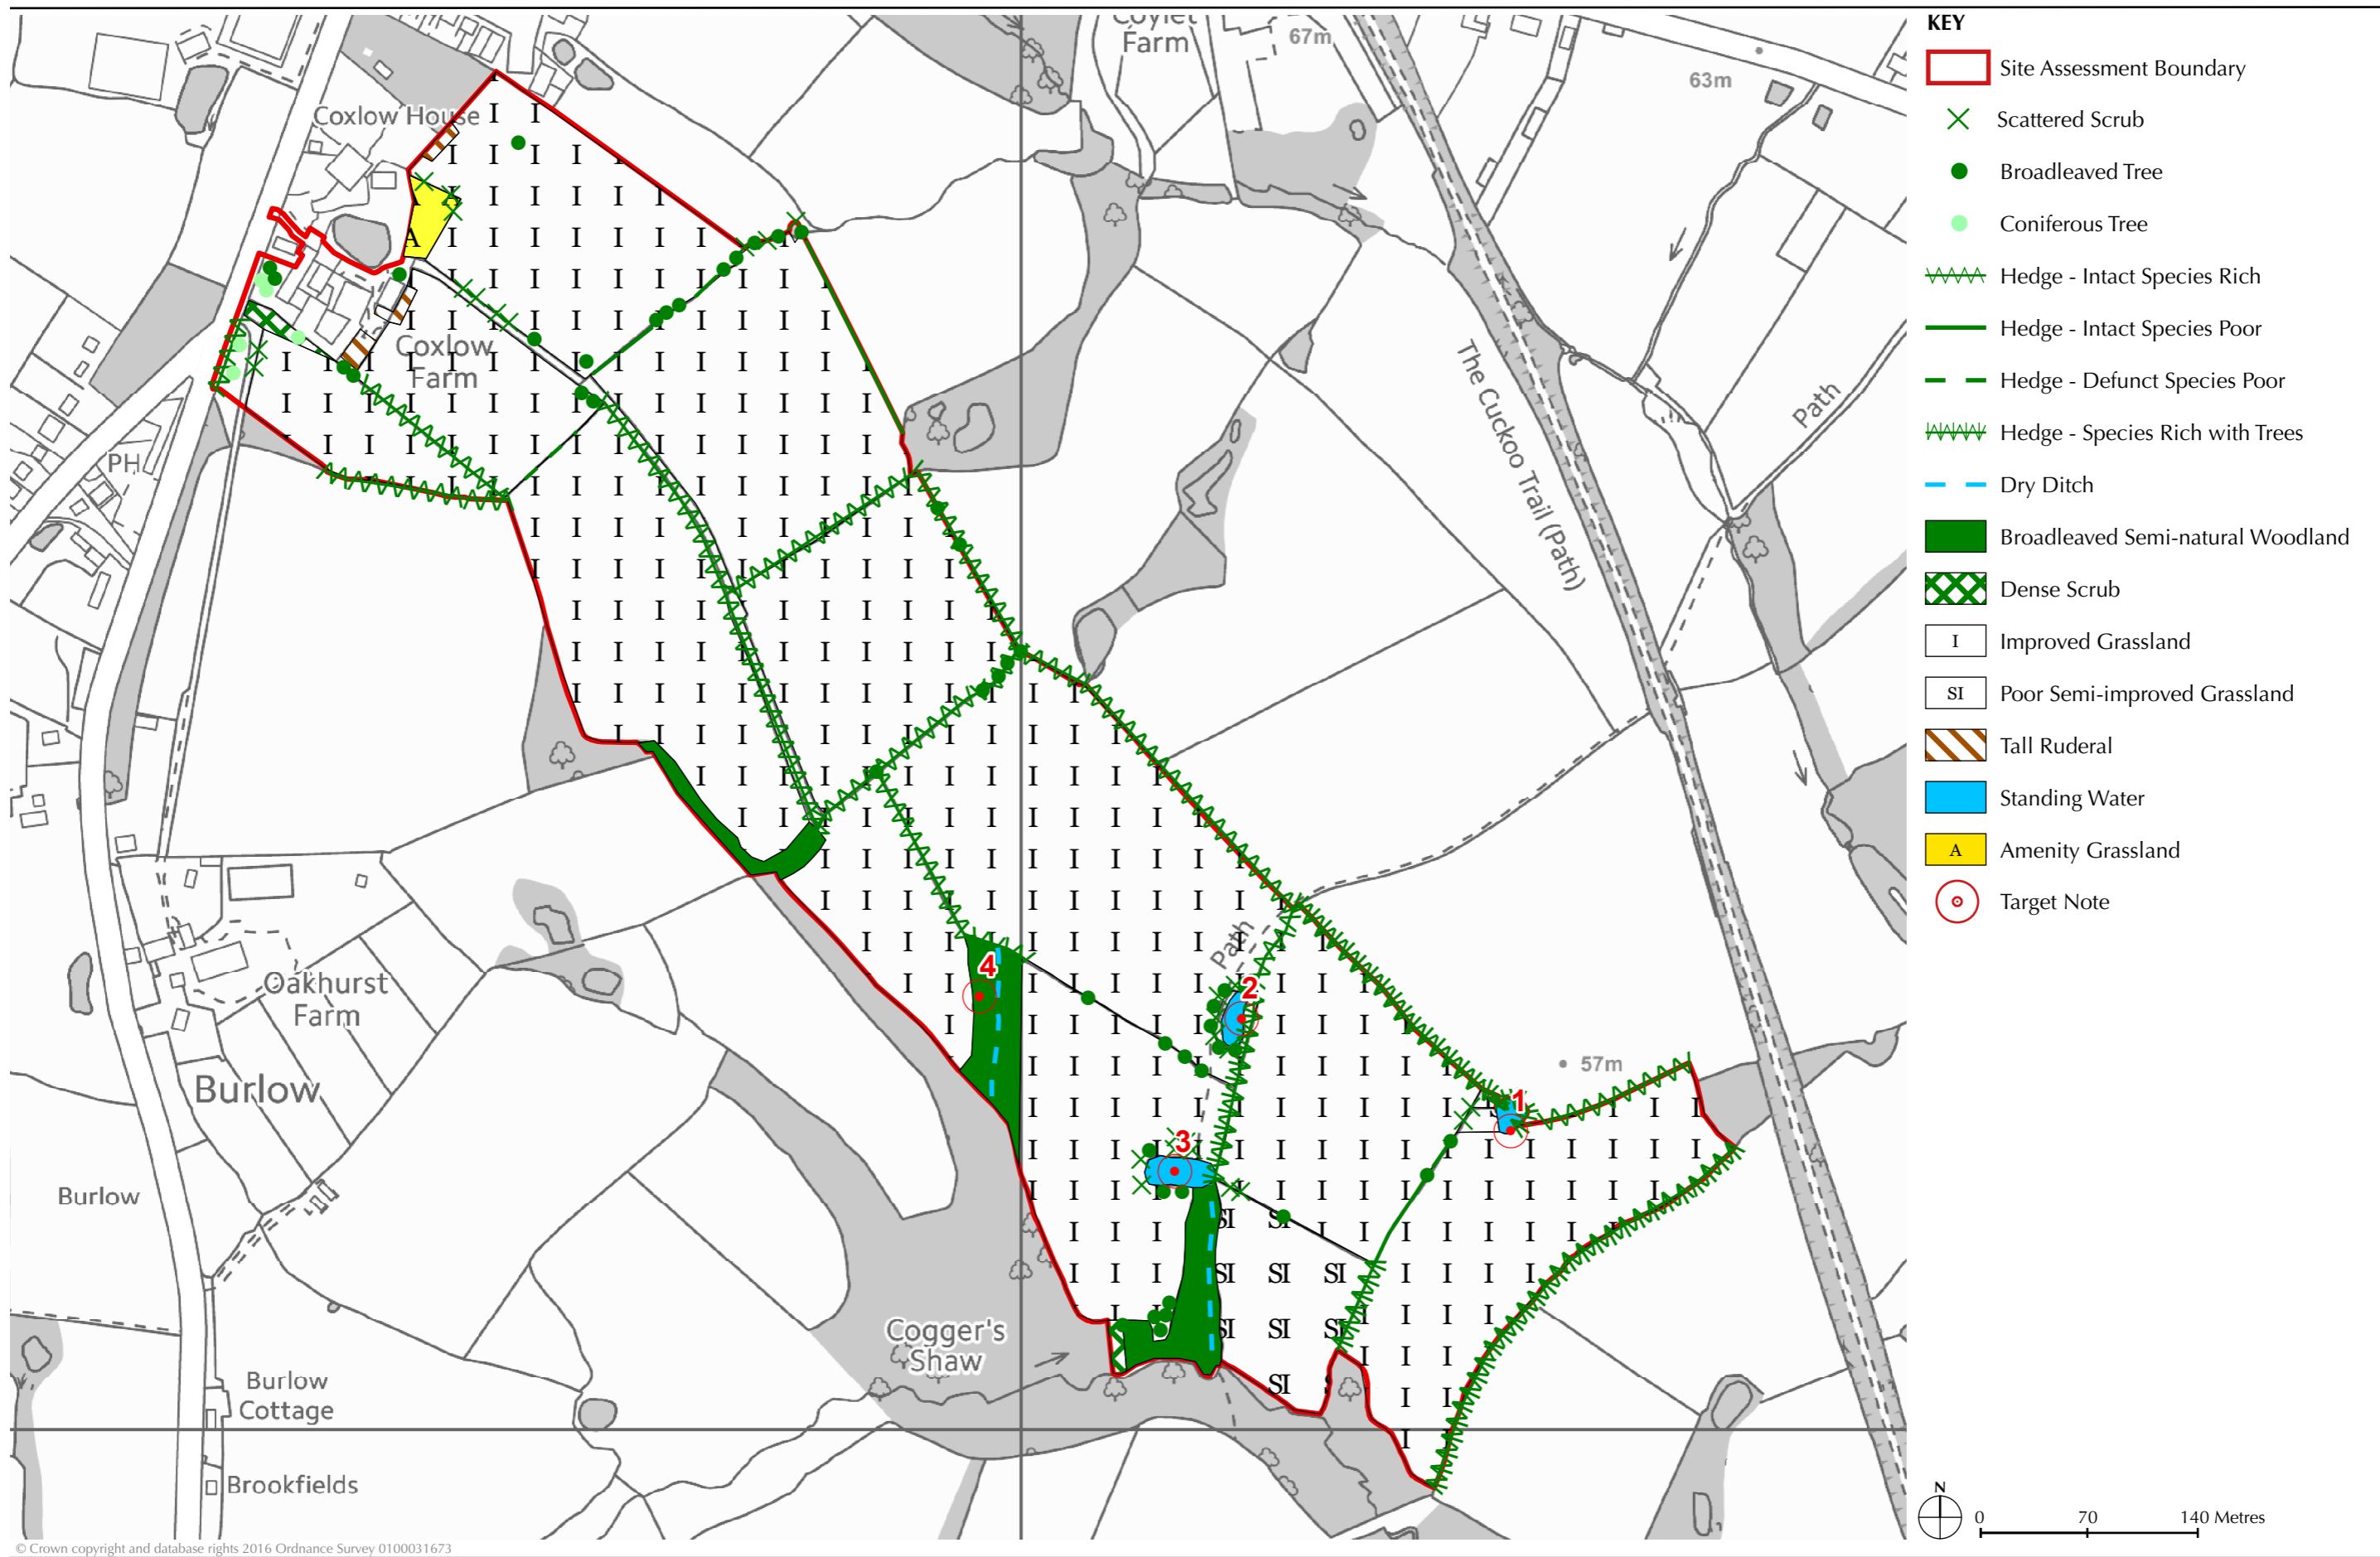 Coylet
Farm
67m
63m
Coxlow House
Coxlow
Farm
PH
The Cuckoo Trail (Path)
Path
Path
4
2
1
3
57m
Oakhurst
Farm
Burlow
Burlow
Cogger's
Shaw
Burlow
Cottage
Brookfields
KEY
Site Assessment Boundary
Scattered Scrub
Broadleaved Tree
Coniferous Tree
Hedge - Intact Species Rich
Hedge - Intact Species Poor
Hedge - Defunct Species Poor
Hedge - Species Rich with Trees
Dry Ditch
Broadleaved Semi-natural Woodland
Dense Scrub
I Improved Grassland
SI Poor Semi-improved Grassland
Tall Ruderal
Standing Water
A Amenity Grassland
Target Note
N
0 70 140 Metres
© Crown copyright and database rights 2016 Ordnance Survey 0100031673